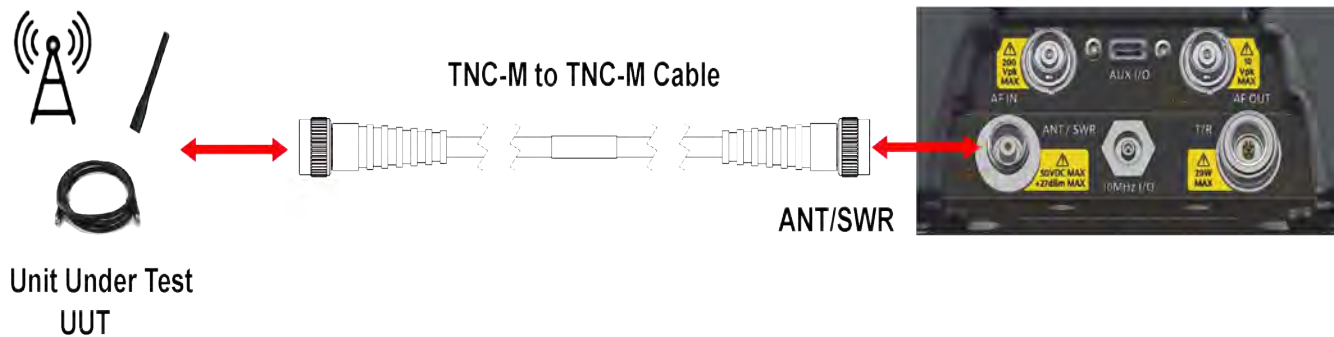 TNC-M to TNC-M Cable
Unit Under Test
UUT
ANT/SWR
200
Vpk
MAX
AF IN
AUX I/O
10
Vpk
MAX
AF OUT
ANT / SWR
50VDC MAX
+27dBm MAX
10MHz I/O
T/R
20W
MAX